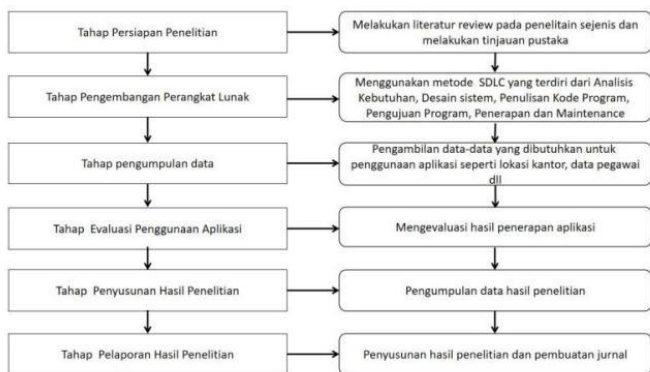 Tahap Persiapan Penelitian
Melakukan literatur review pada penelitain sejenis dan
melakukan tinjauan pustaka
Tahap Pengembangan Perangkat Lunak
Menggunakan metode SDLC yang terdiri dari Analisis
Kebutuhan, Desain sistem, Penulisan Kode Program,
Pengujuan Program, Penerapan dan Maintenance
Tahap pengumpulan data
Pengambilan data-data yang dibutuhkan untuk
penggunaan aplikasi seperti lokasi kantor, data pegawai
dll
Tahap Evaluasi Penggunaan Aplikasi
Mengevaluasi hasil penerapan aplikasi
Tahap Penyusunan Hasil Penelitian
Pengumpulan data hasil penelitian
Tahap Pelaporan Hasil Penelitian
Penyusunan hasil penelitian dan pembuatan jurnal